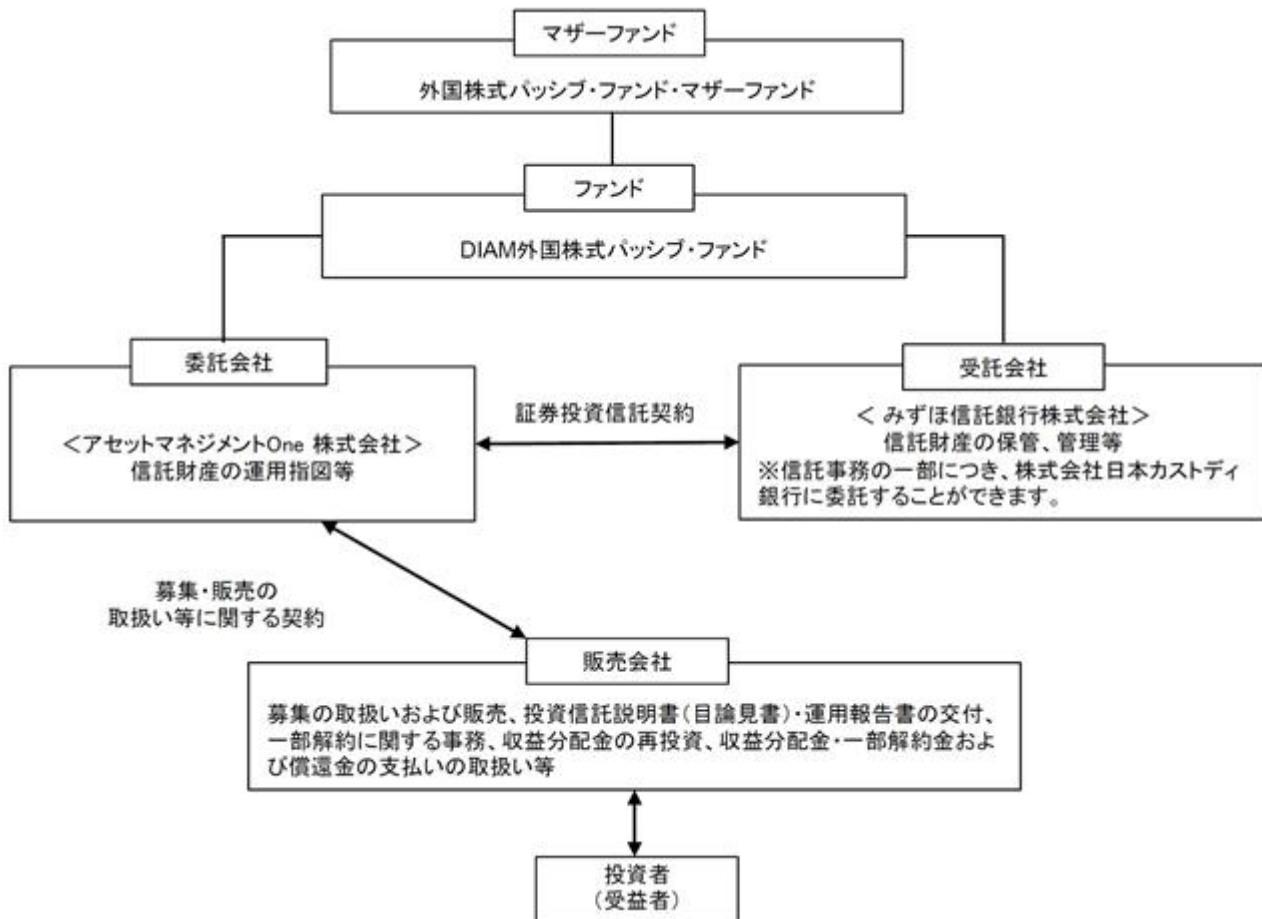 マザーファンド
外国株式パッシブ・ファンド・マザーファンド
ファンド
DIAM外国株式パッシブ・ファンド
委託会社
＜アセットマネジメントOne 株式会社＞
信託財産の運用指図等
証券投資信託契約
受託会社
＜ みずほ信託銀行株式会社＞
信託財産の保管、管理等
※信託事務の一部につき、株式会社日本カストディ
銀行に委託することができます。
募集・販売の
取扱い等に関する契約
販売会社
募集の取扱いおよび販売、投資信託説明書（目論見書）・運用報告書の交付、
一部解約に関する事務、収益分配金の再投資、収益分配金・一部解約金およ
び償還金の支払いの取扱い等
投資者
（受益者）